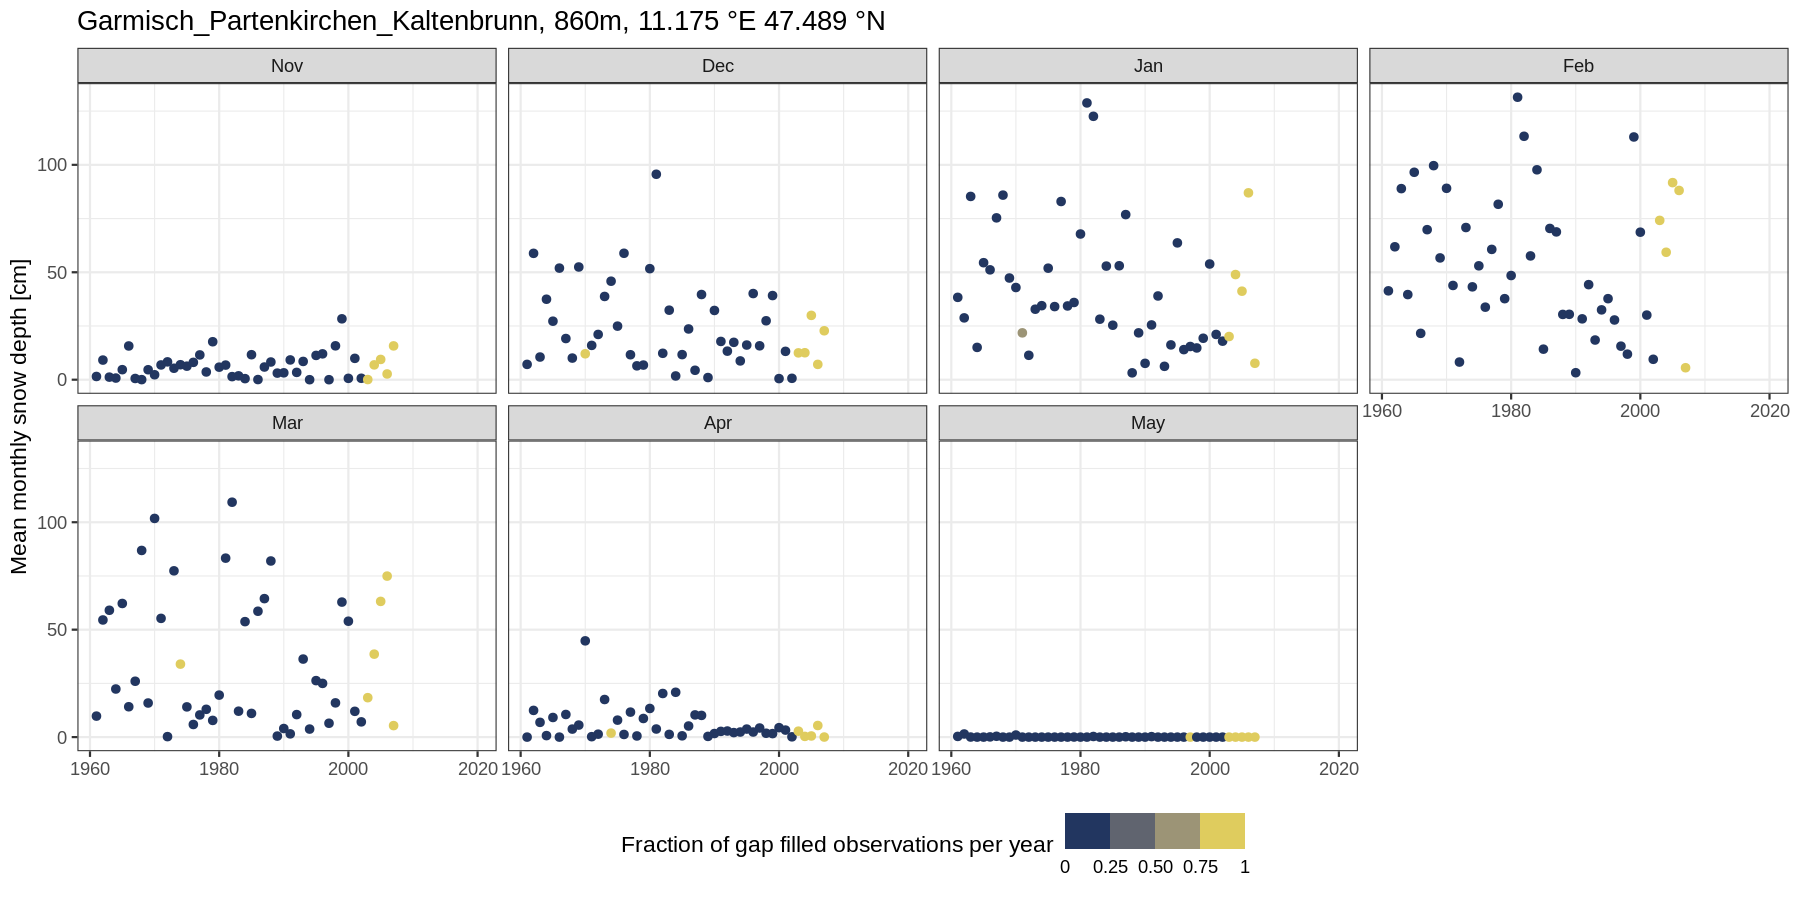 Garmisch_Partenkirchen_Kaltenbrunn, 860m, 11.175 °E 47.489 °N
Nov Dec Jan Feb
100
50
0
1960 1980 2000 2020
Mar Apr May
100
50
0
1960 1980 2000 2020 1960 1980 2000 2020 1960 1980 2000 2020
Mean monthly snow depth [cm]
Fraction of gap filled observations per year
0 0.25 0.50 0.75 1